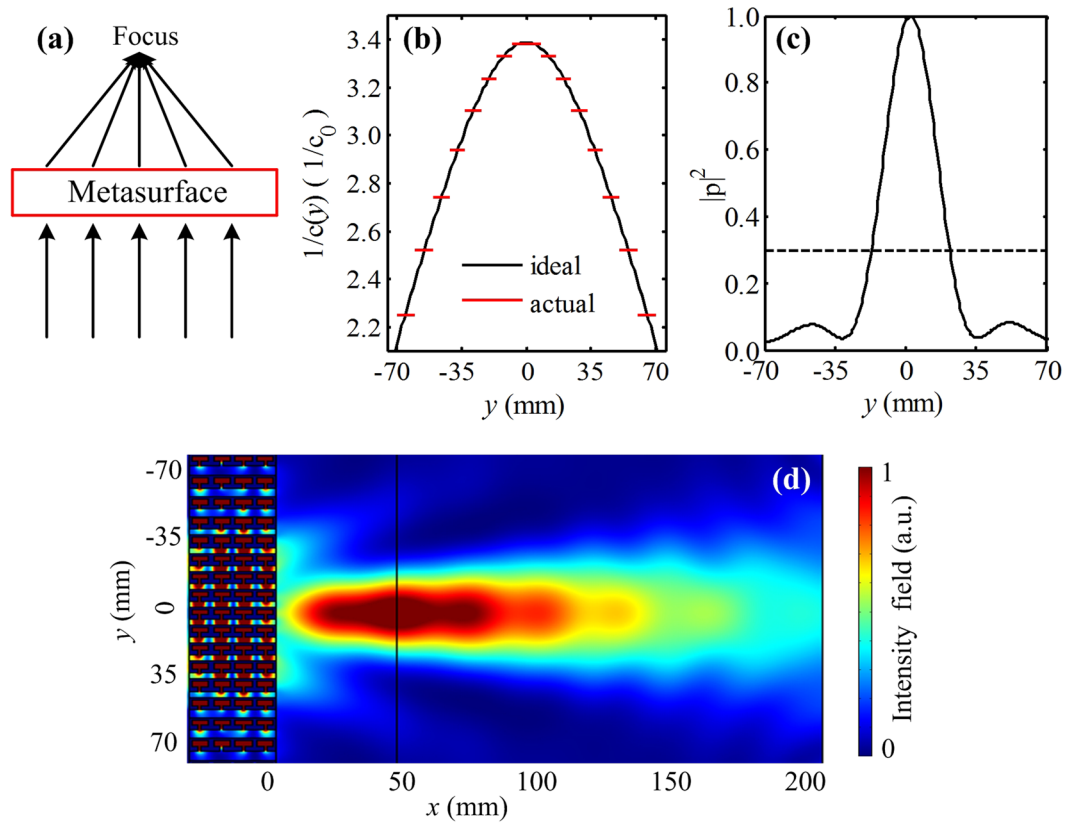 (a)
Focus
Metasurface
(b)
1/c(y) ( 1/c₀ )
3.4
3.2
3.0
2.8
2.6
2.4
2.2
ideal
actual
-70 -35 0 35 70
y (mm)
(c)
|p|²
1.0
0.8
0.6
0.4
0.2
0.0
-70 -35 0 35 70
y (mm)
(d)
y (mm)
-70
-35
0
35
70
0 50 100 150 200
x (mm)
1
0
Intensity field (a.u.)